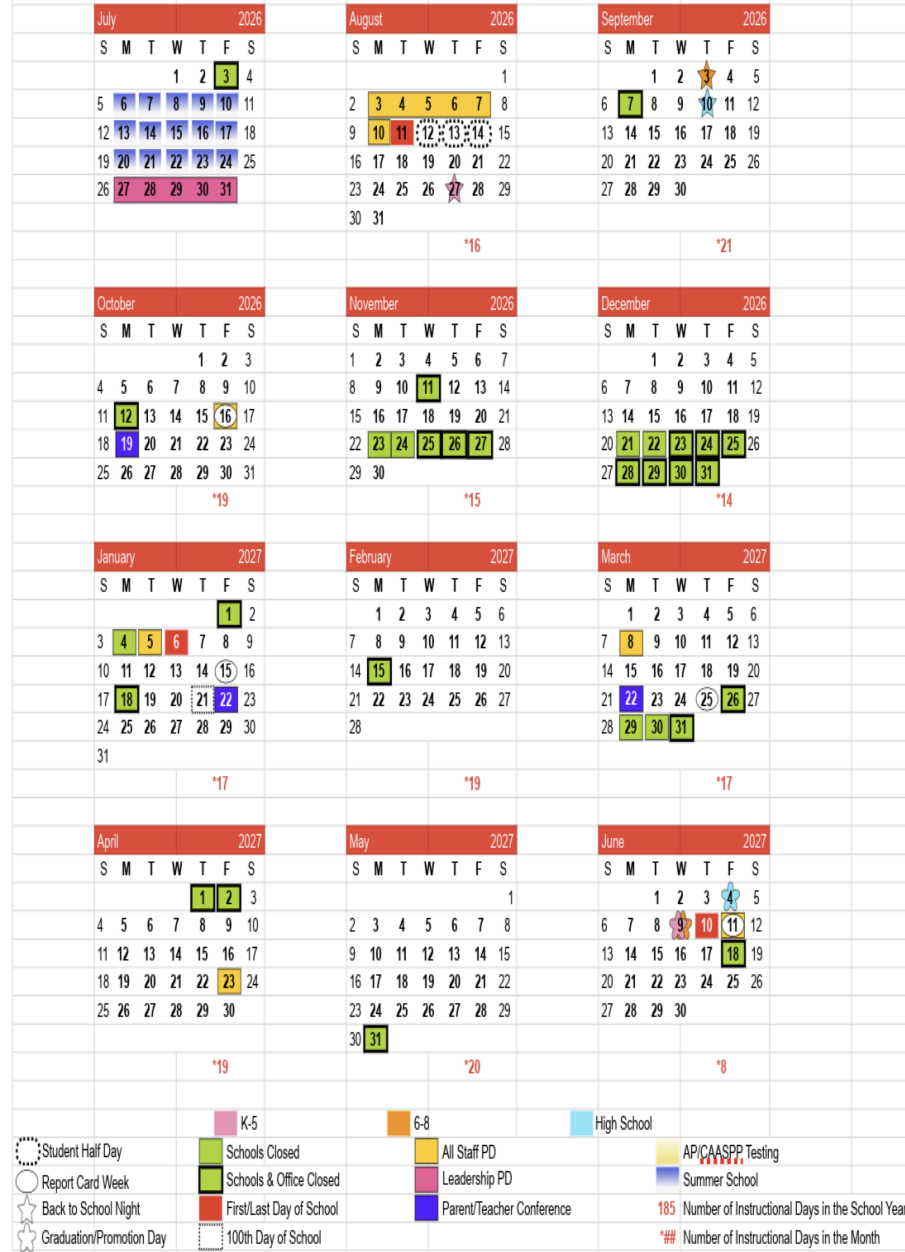 July 2026 August 2026 September 2026
S M T W T F S S M T W T F S S M T W T F S
1 2 3 4 1 1 2 3 4 5
5 6 7 8 9 10 11 2 3 4 5 6 7 8 6 7 8 9 10 11 12
12 13 14 15 16 17 18 9 10 11 12 13 14 15 13 14 15 16 17 18 19
19 20 21 22 23 24 25 16 17 18 19 20 21 22 20 21 22 23 24 25 26
26 27 28 29 30 31 23 24 25 26 27 28 29 27 28 29 30
30 31
*16 *21
October 2026 November 2026 December 2026
S M T W T F S S M T W T F S S M T W T F S
1 2 3 1 2 3 4 5 6 7 1 2 3 4 5
4 5 6 7 8 9 10 8 9 10 11 12 13 14 6 7 8 9 10 11 12
11 12 13 14 15 16 17 15 16 17 18 19 20 21 13 14 15 16 17 18 19
18 19 20 21 22 23 24 22 23 24 25 26 27 28 20 21 22 23 24 25 26
25 26 27 28 29 30 31 29 30 27 28 29 30 31
*19 *15 *14
January 2027 February 2027 March 2027
S M T W T F S S M T W T F S S M T W T F S
1 2 1 2 3 4 5 6 1 2 3 4 5 6
3 4 5 6 7 8 9 7 8 9 10 11 12 13 7 8 9 10 11 12 13
10 11 12 13 14 15 16 14 15 16 17 18 19 20 14 15 16 17 18 19 20
17 18 19 20 21 22 23 21 22 23 24 25 26 27 21 22 23 24 25 26 27
24 25 26 27 28 29 30 28 28 29 30 31
31
*17 *19 *17
April 2027 May 2027 June 2027
S M T W T F S S M T W T F S S M T W T F S
1 2 3 1 1 2 3 4 5
4 5 6 7 8 9 10 2 3 4 5 6 7 8 6 7 8 9 10 11 12
11 12 13 14 15 16 17 9 10 11 12 13 14 15 13 14 15 16 17 18 19
18 19 20 21 22 23 24 16 17 18 19 20 21 22 20 21 22 23 24 25 26
25 26 27 28 29 30 23 24 25 26 27 28 29 27 28 29 30
30 31
*19 *20 *8
K-5 6-8 High School
Student Half Day Schools Closed All Staff PD AP/CAASPP Testing
Report Card Week Schools & Office Closed Leadership PD Summer School
Back to School Night First/Last Day of School Parent/Teacher Conference 185 Number of Instructional Days in the School Year
Graduation/Promotion Day 100th Day of School *## Number of Instructional Days in the Month